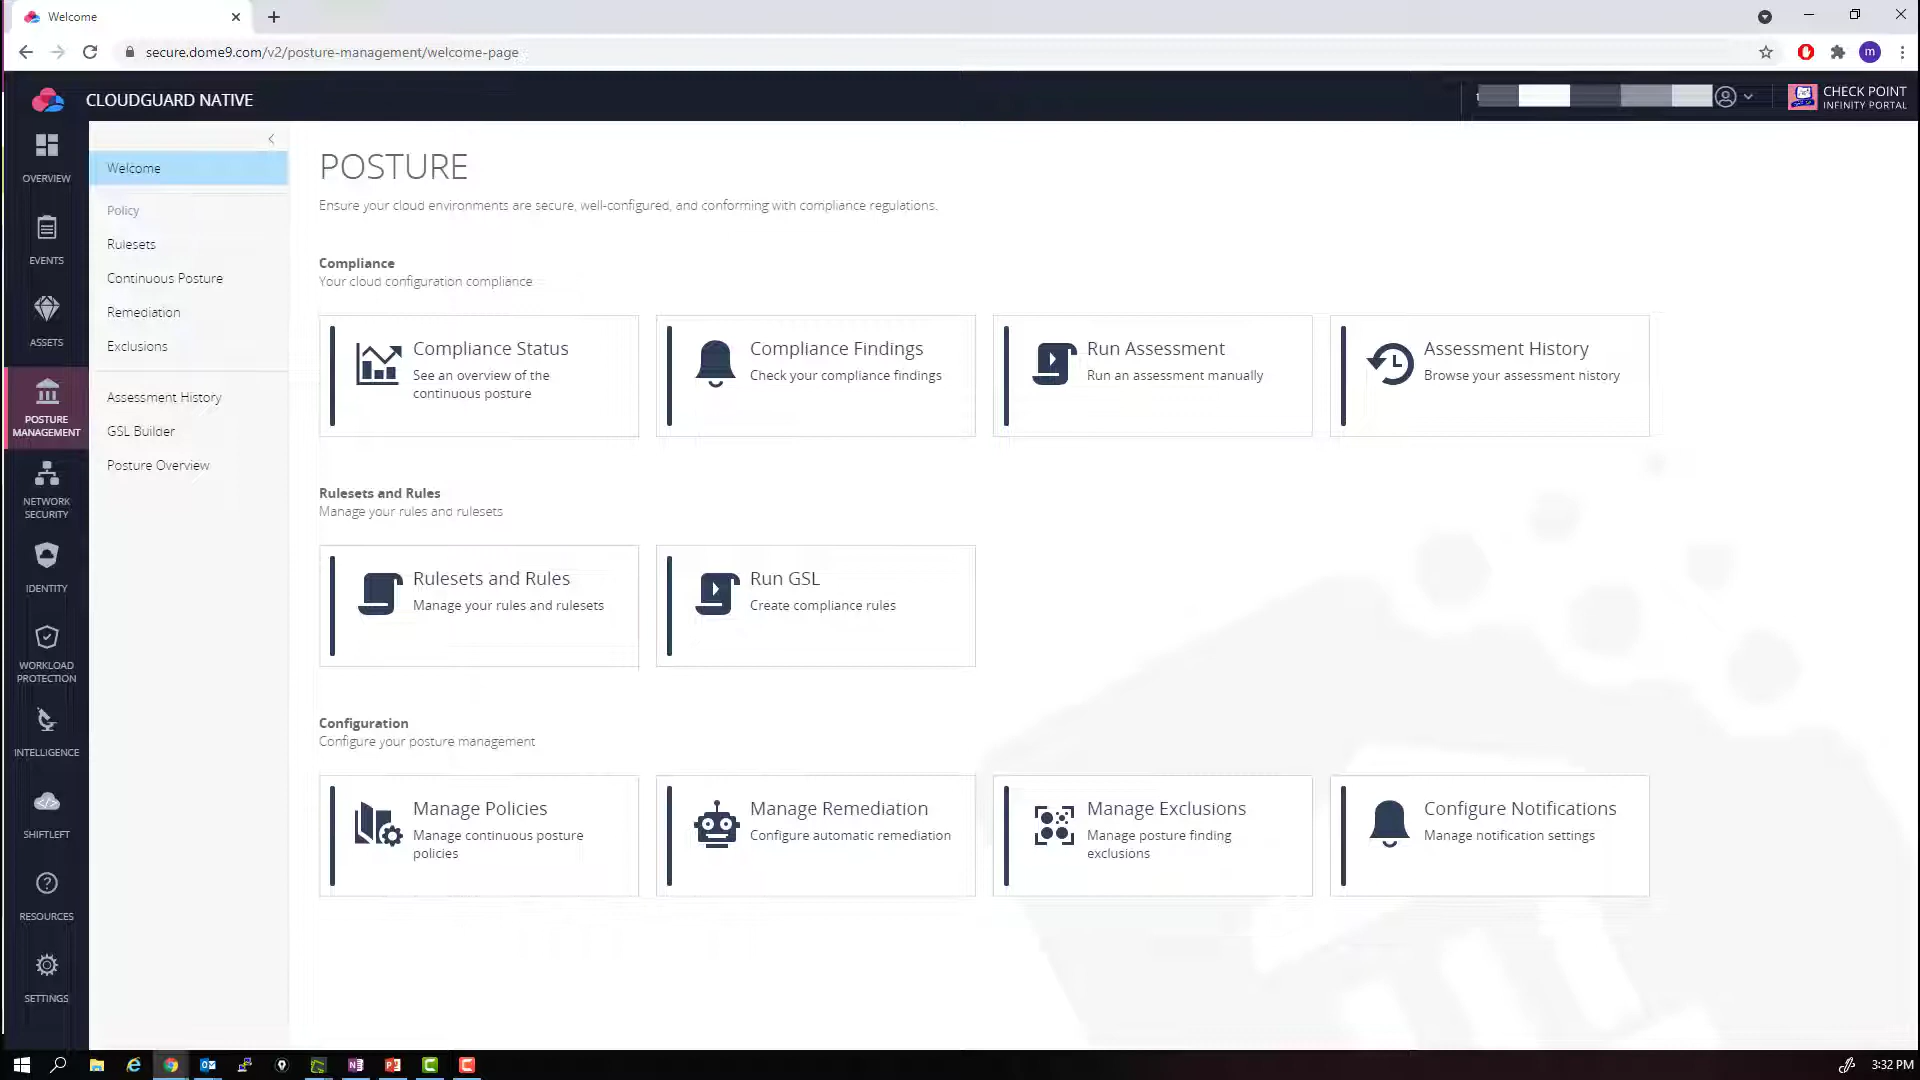 Welcome
secure.dome9.com/v2/posture-management/welcome-page
m
CLOUDGUARD NATIVE
CHECK POINT
INFINITY PORTAL
OVERVIEW
EVENTS
ASSETS
POSTURE
MANAGEMENT
NETWORK
SECURITY
IDENTITY
WORKLOAD
PROTECTION
INTELLIGENCE
SHIFTLEFT
RESOURCES
SETTINGS
Welcome
Policy
Rulesets
Continuous Posture
Remediation
Exclusions
Assessment History
GSL Builder
Posture Overview
POSTURE
Ensure your cloud environments are secure, well-configured, and conforming with compliance regulations.
Compliance
Your cloud configuration compliance
Compliance Status
See an overview of the
continuous posture
Compliance Findings
Check your compliance findings
Run Assessment
Run an assessment manually
Assessment History
Browse your assessment history
Rulesets and Rules
Manage your rules and rulesets
Rulesets and Rules
Manage your rules and rulesets
Run GSL
Create compliance rules
Configuration
Configure your posture management
Manage Policies
Manage continuous posture
policies
Manage Remediation
Configure automatic remediation
Manage Exclusions
Manage posture finding
exclusions
Configure Notifications
Manage notification settings
3:32 PM